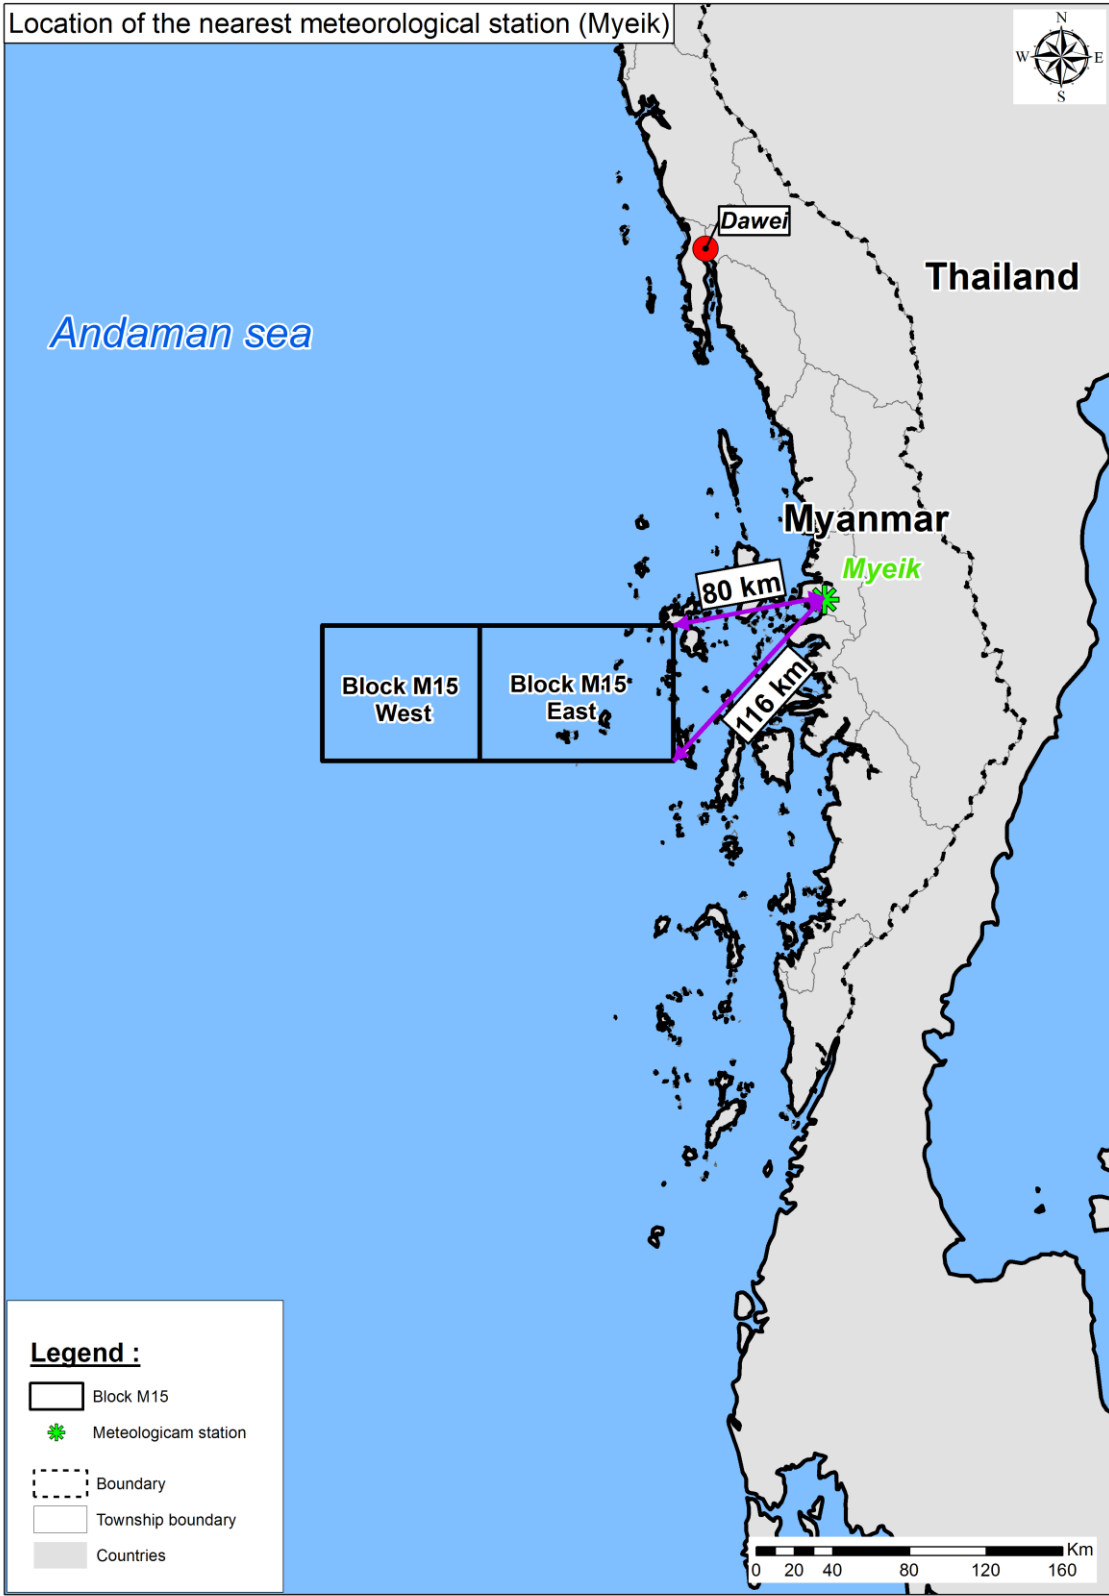 Location of the nearest meteorological station (Myeik)
N
W
E
S
Dawei
Thailand
Andaman sea
Myanmar
Myeik
80 km
116 km
Block M15
West
Block M15
East
Legend :
Block M15
Meteologicam station
Boundary
Township boundary
Countries
Km
0 20 40 80 120 160